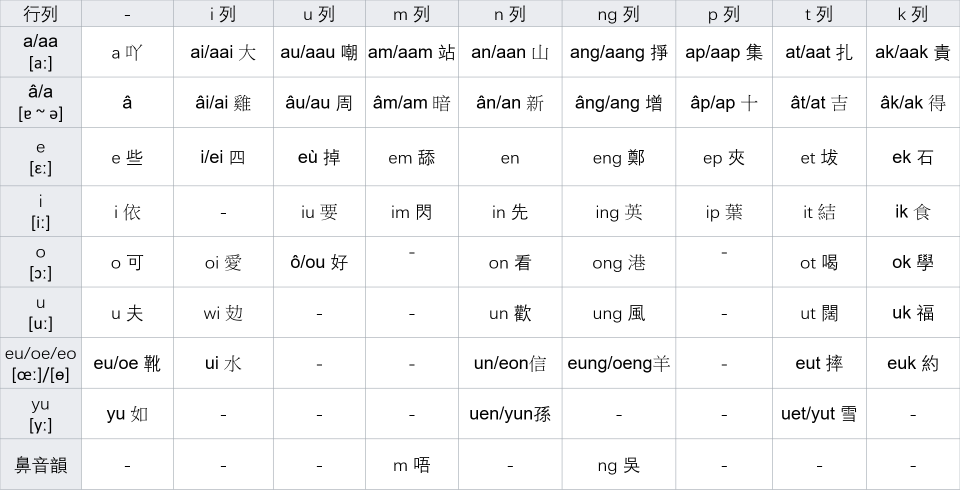 行列 - i 列 u 列 m 列 n 列 ng 列 p 列 t 列 k 列
a/aa [aː] a 吖 ai/aai 大 au/aau 嘲 am/aam 站 an/aan 山 ang/aang 掙 ap/aap 集 at/aat 扎 ak/aak 責
â/a [ɐ ~ ə] â âi/ai 雞 âu/au 周 âm/am 暗 ân/an 新 âng/ang 增 âp/ap 十 ât/at 吉 âk/ak 得
e [ɛː] e 些 i/ei 四 eù 掉 em 舔 en eng 鄭 ep 夾 et 坺 ek 石
i [iː] i 依 - iu 要 im 閃 in 先 ing 英 ip 葉 it 結 ik 食
o [ɔː] o 可 oi 愛 ô/ou 好 - on 看 ong 港 - ot 喝 ok 學
u [uː] u 夫 wi 攰 - - un 歡 ung 風 - ut 闊 uk 福
eu/oe/eo [œː]/[ɵ] eu/oe 靴 ui 水 - - un/eon信 eung/oeng羊 - eut 摔 euk 約
yu [yː] yu 如 - - - uen/yun孫 - - uet/yut 雪 -
鼻音韻 - - - m 唔 - ng 吳 - - -